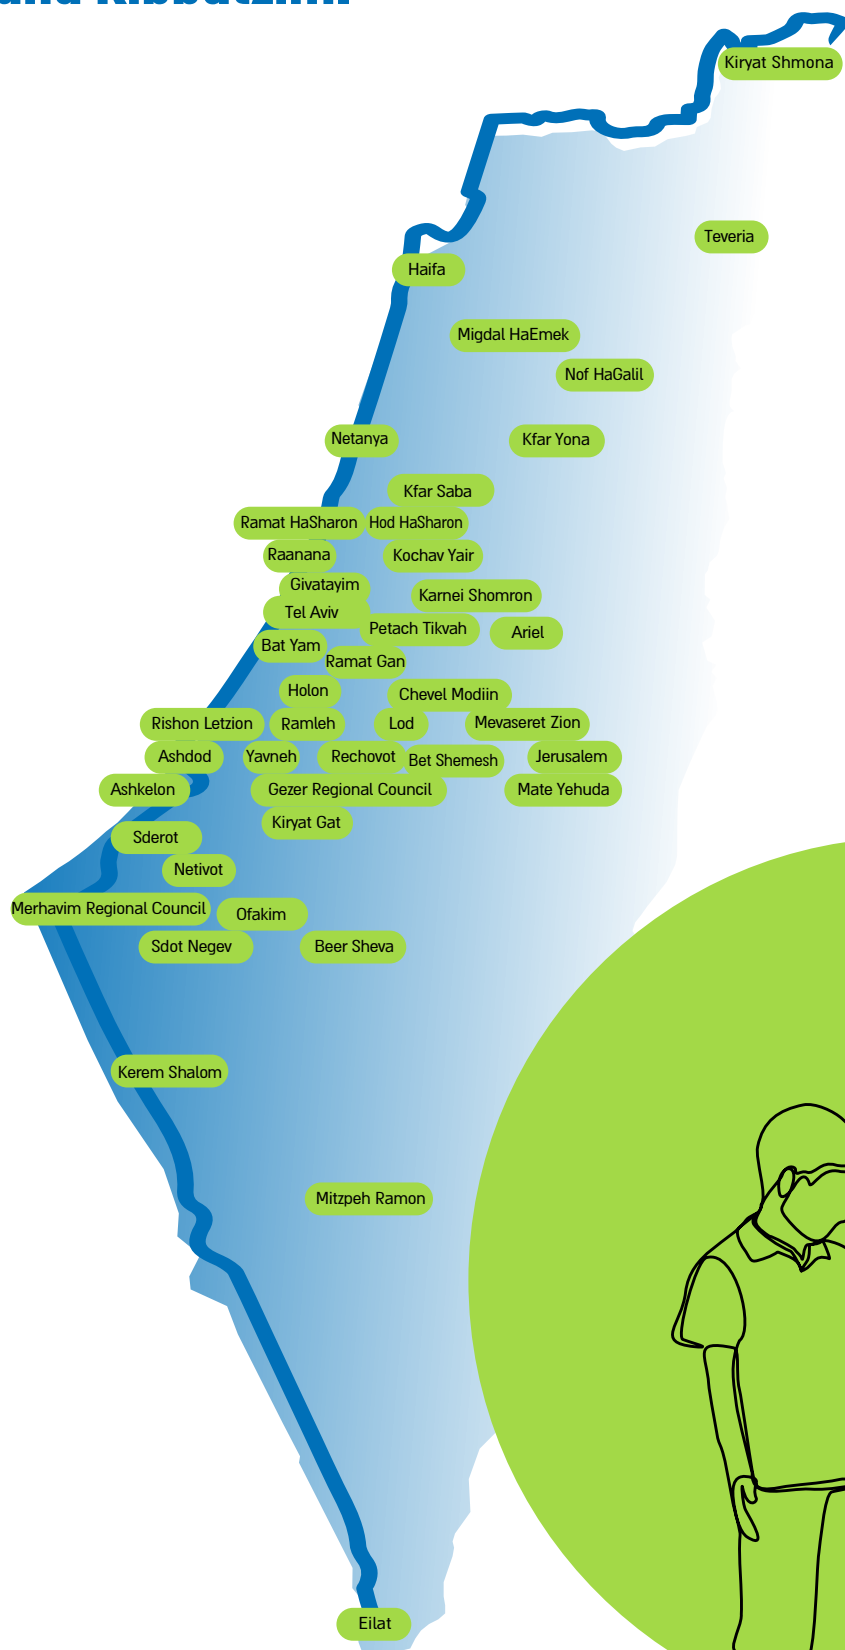 and Kibbutzim:
Kiryat Shmona
Teveria
Haifa
Migdal HaEmek
Nof HaGalil
Netanya
Kfar Yona
Kfar Saba
Ramat HaSharon
Hod HaSharon
Raanana
Kochav Yair
Givatayim
Karnei Shomron
Tel Aviv
Petach Tikvah
Ariel
Bat Yam
Ramat Gan
Holon
Chevel Modiin
Rishon Letzion
Ramleh
Lod
Mevaseret Zion
Ashdod
Yavneh
Rechovot
Bet Shemesh
Jerusalem
Ashkelon
Gezer Regional Council
Mate Yehuda
Kiryat Gat
Sderot
Netivot
Merhavim Regional Council
Ofakim
Sdot Negev
Beer Sheva
Kerem Shalom
Mitzpeh Ramon
Eilat